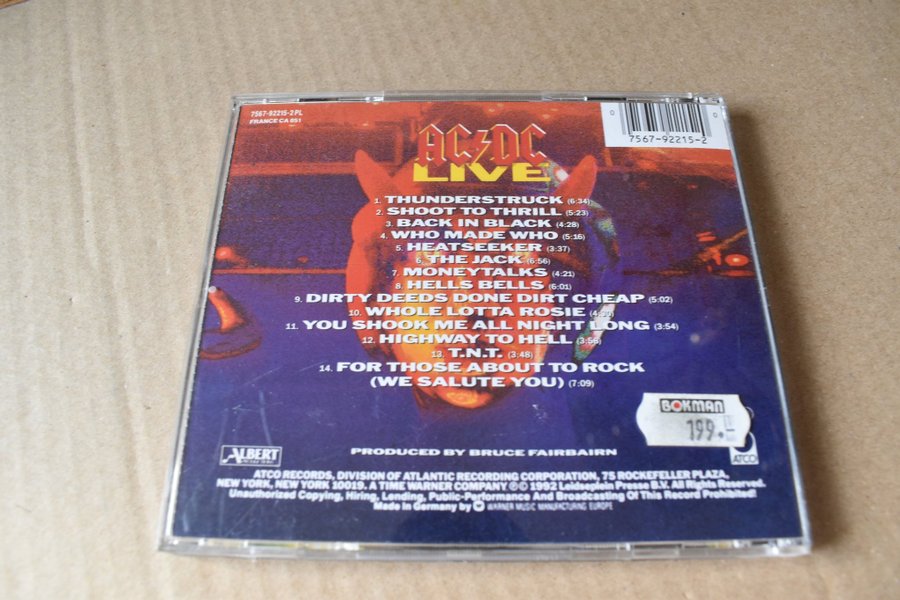 7567-92215-2 PL
FRANCE CA 851
0 0
7567-92215-2
AC/DC
LIVE
1. THUNDERSTRUCK (6:34)
2. SHOOT TO THRILL (5:23)
3. BACK IN BLACK (4:28)
4. WHO MADE WHO (5:16)
5. HEATSEEKER (3:37)
6. THE JACK (6:56)
7. MONEYTALKS (4:21)
8. HELLS BELLS (6:01)
9. DIRTY DEEDS DONE DIRT CHEAP (5:02)
10. WHOLE LOTTA ROSIE (4:30)
11. YOU SHOOK ME ALL NIGHT LONG (3:54)
12. HIGHWAY TO HELL (3:58)
13. T.N.T. (3:48)
14. FOR THOSE ABOUT TO ROCK
(WE SALUTE YOU) (7:09)
BOKMAN
199.
ALBERT
ATCO
PRODUCED BY BRUCE FAIRBAIRN
ATCO RECORDS, DIVISION OF ATLANTIC RECORDING CORPORATION, 75 ROCKEFELLER PLAZA,
NEW YORK, NEW YORK 10019. A TIME WARNER COMPANY ℗© 1992 Leidseplein Presse B.V. All Rights Reserved.
Unauthorized Copying, Hiring, Lending, Public-Performance And Broadcasting Of This Record Prohibited!
Made In Germany by WARNER MUSIC MANUFACTURING EUROPE